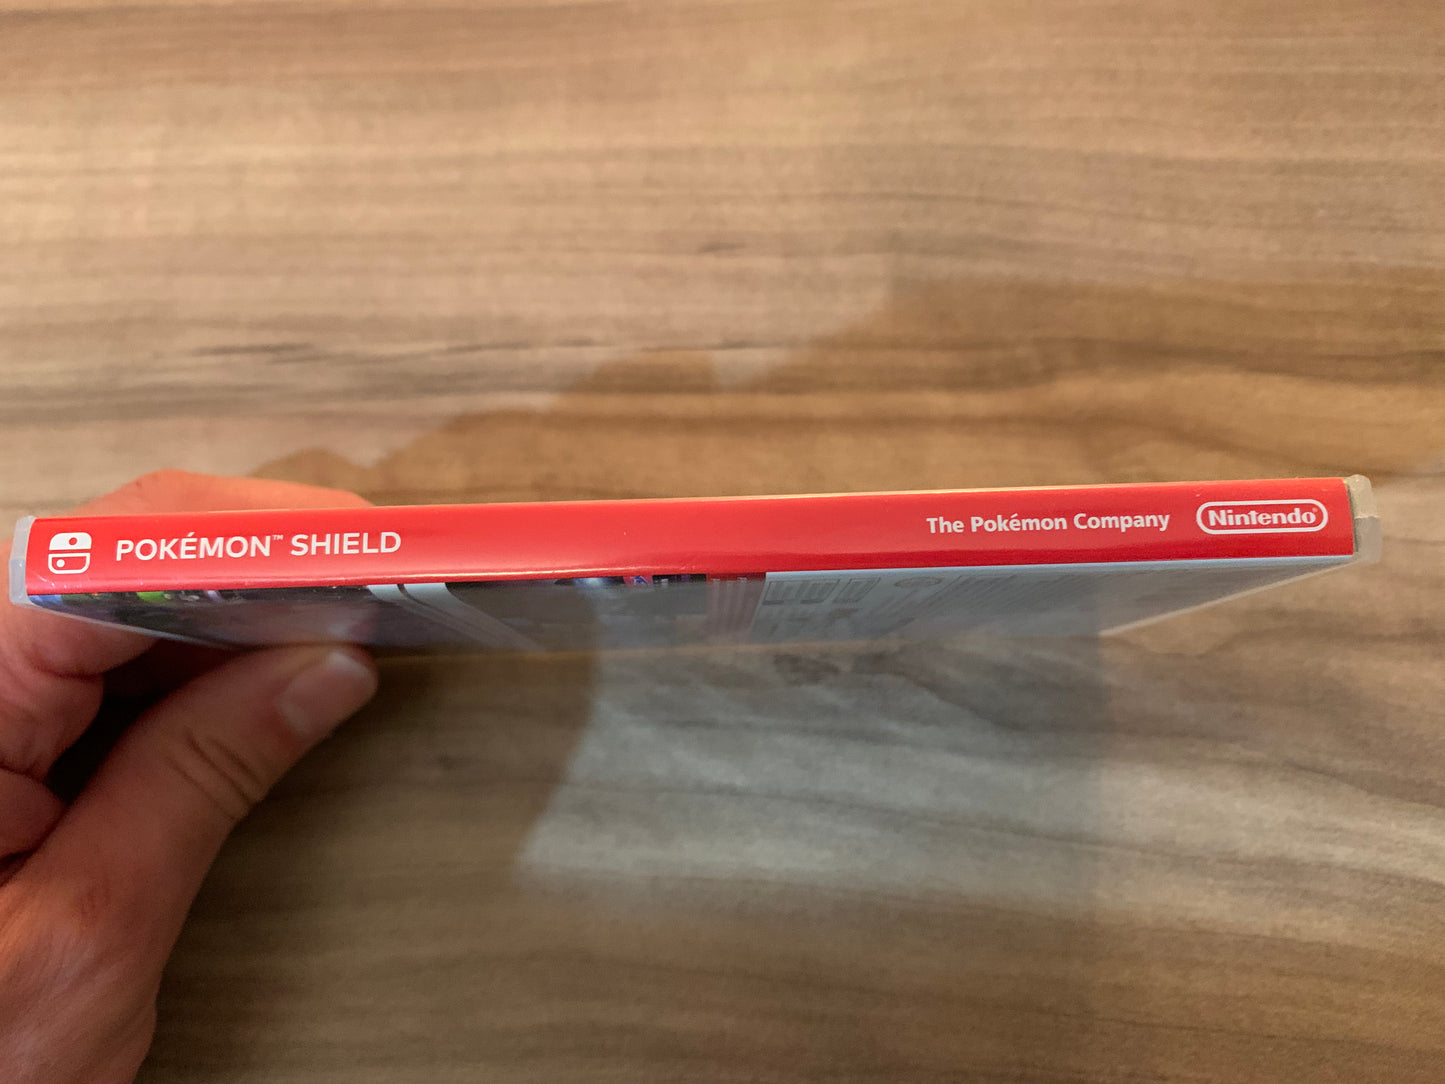 POKÉMON™ SHIELD
The Pokémon Company
Nintendo®